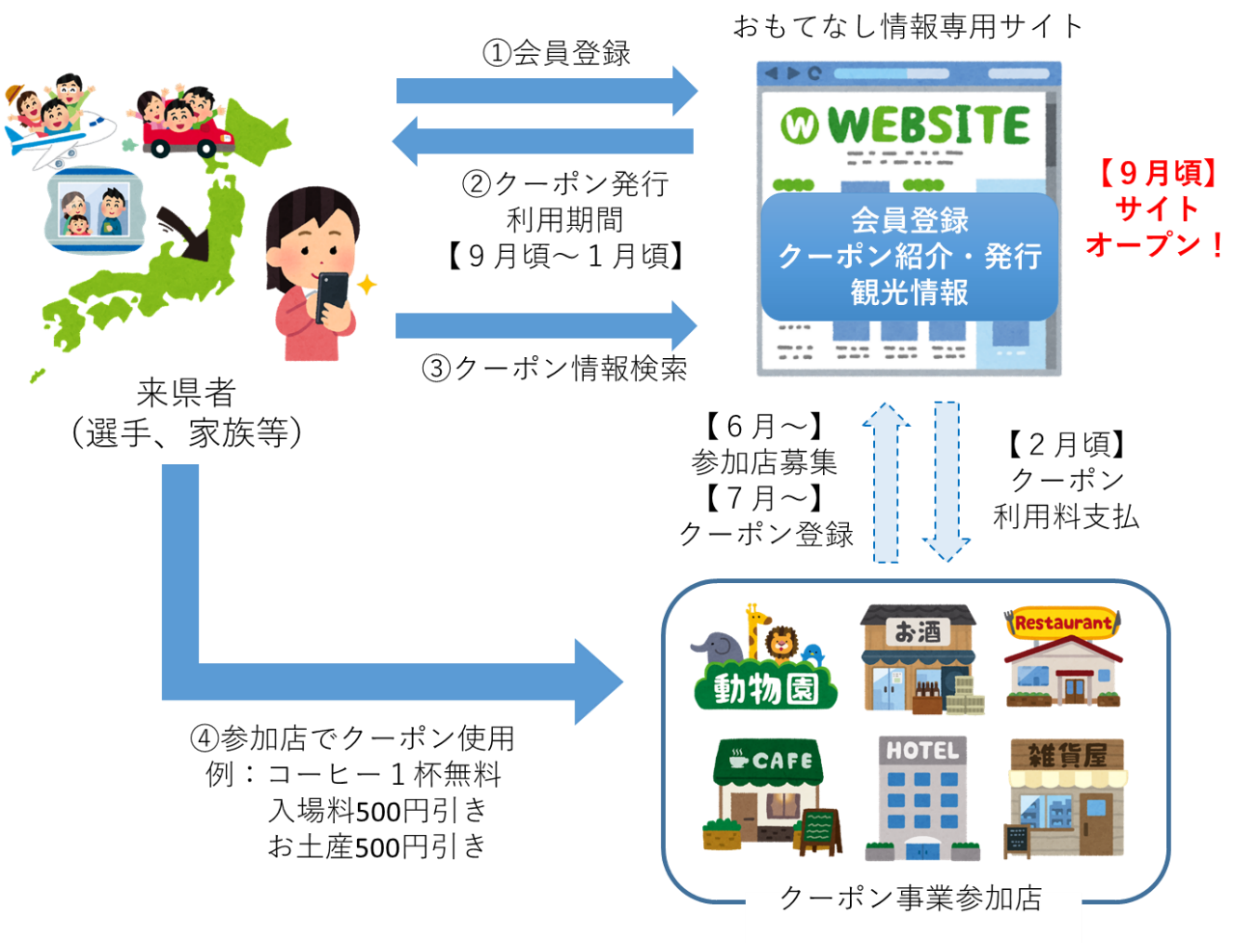 おもてなし情報専用サイト
①会員登録
WEBSITE
②クーポン発行
利用期間
【９月頃～１月頃】
会員登録
クーポン紹介・発行
観光情報
【９月頃】
サイト
オープン！
③クーポン情報検索
来県者
（選手、家族等）
【６月～】
参加店募集
【７月～】
クーポン登録
【２月頃】
クーポン
利用料支払
動物園
お酒
Restaurant
CAFE
HOTEL
雑貨屋
④参加店でクーポン使用
例：コーヒー１杯無料
入場料500円引き
お土産500円引き
クーポン事業参加店